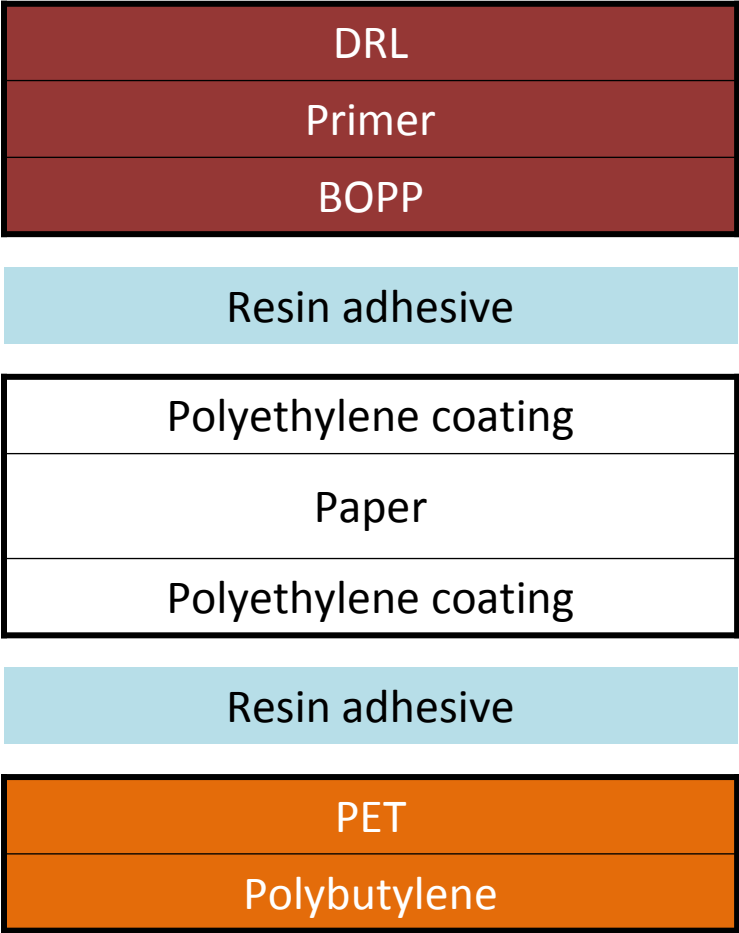 DRL
Primer
BOPP
Resin adhesive
Polyethylene coating
Paper
Polyethylene coating
Resin adhesive
PET
Polybutylene